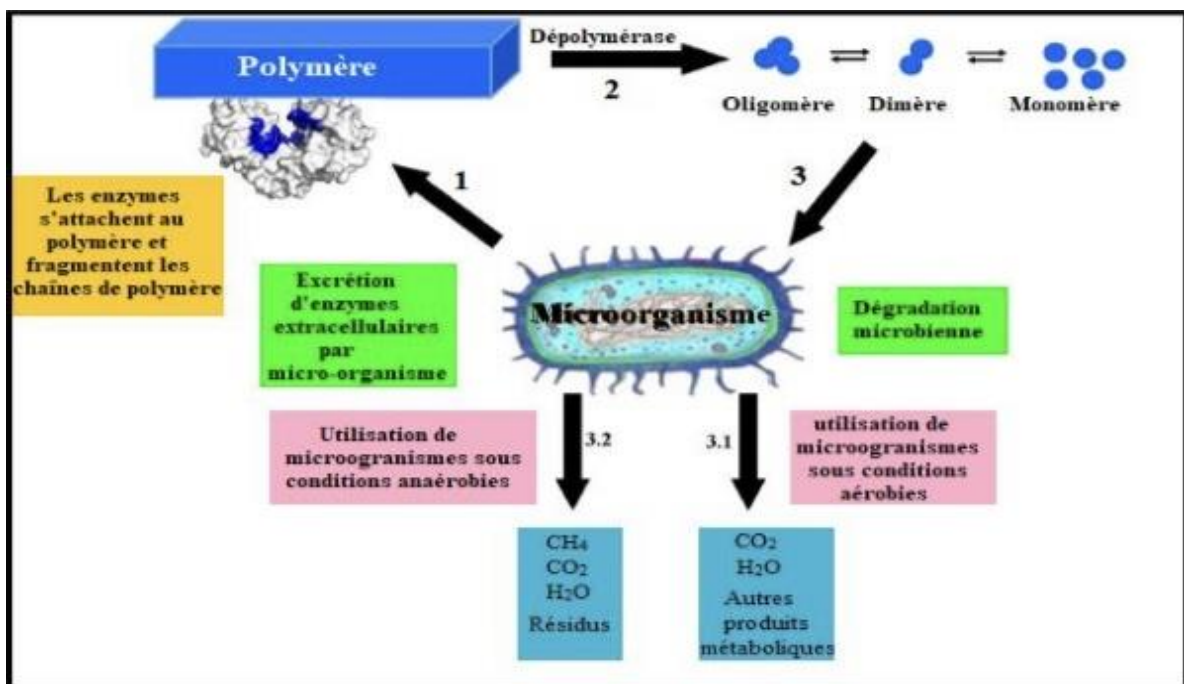 Polymère
Dépolymérase
2
Oligomère
Dimère
Monomère
1
3
Les enzymes
s'attachent au
polymère et
fragmentent les
chaînes de polymère
Excrétion
d'enzymes
extracellulaires
par
micro-organisme
Microorganisme
Dégradation
microbienne
Utilisation de
microogranismes sous
conditions anaérobies
3.2
3.1
utilisation de
microogranismes
sous conditions
aérobies
CH4
CO2
H2O
Résidus
CO2
H2O
Autres
produits
métaboliques